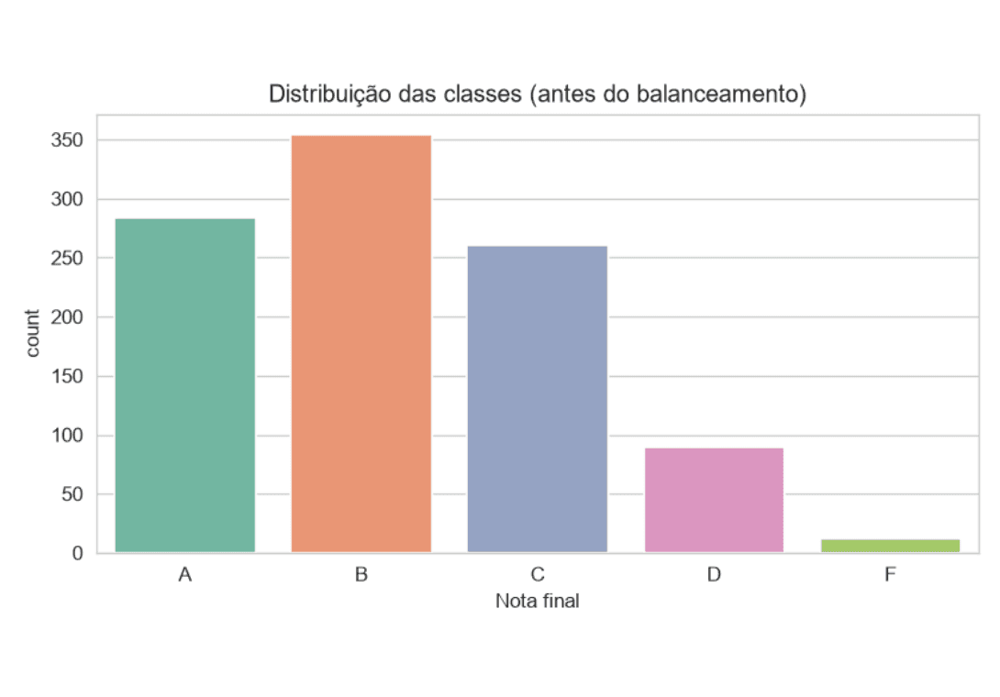 Distribuição das classes (antes do balanceamento)
350
300
250
200
150
100
50
0
count
A B C D F
Nota final